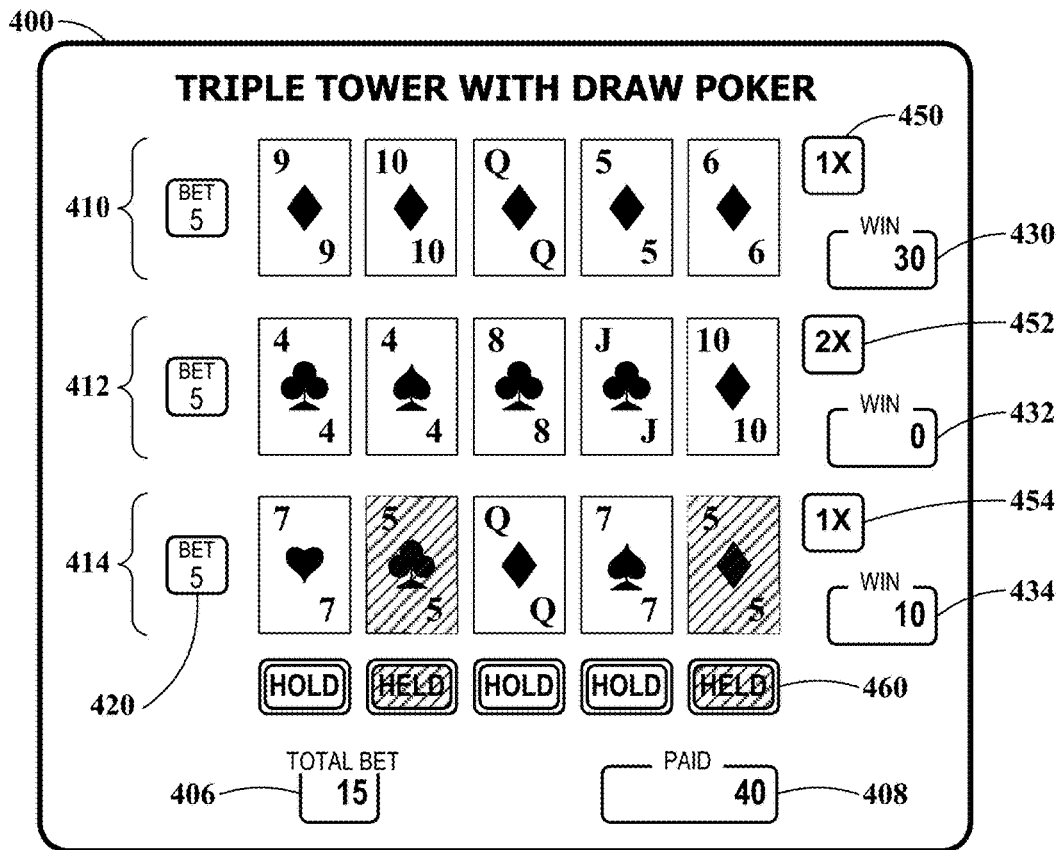 400
TRIPLE TOWER WITH DRAW POKER
450
9 10 Q 5 6 1X
410 BET 5
9 10 Q 5 6
WIN 30 430
4 4 8 J 10 2X 452
412 BET 5
4 4 8 J 10
WIN 0 432
7 5 Q 7 5 1X 454
414 BET 5
7 5 Q 7 5
WIN 10 434
420
HOLD HELD HOLD HOLD HELD 460
TOTAL BET PAID
406 15 40 408